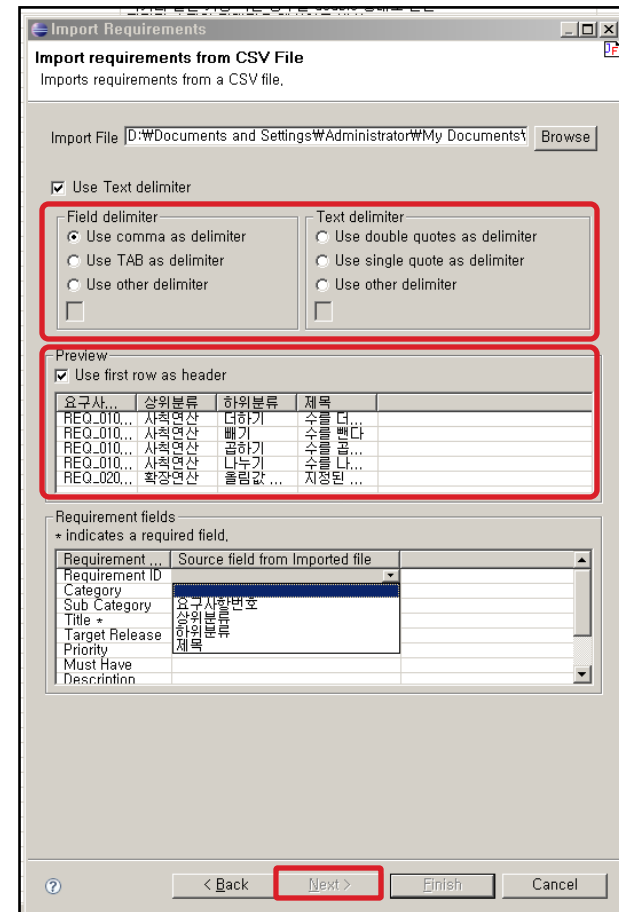 Import Requirements
Import requirements from CSV File
Imports requirements from a CSV file,
Import File D:₩Documents and Settings₩Administrator₩My Documents₩ Browse
Use Text delimiter
Field delimiter
Use comma as delimiter
Use TAB as delimiter
Use other delimiter
Text delimiter
Use double quotes as delimiter
Use single quote as delimiter
Use other delimiter
Preview
Use first row as header
요구사... 상위분류 하위분류 제목
REQ_010... 사칙연산 더하기 수를 더...
REQ_010... 사칙연산 빼기 수를 뺀다
REQ_010... 사칙연산 곱하기 수를 곱...
REQ_010... 사칙연산 나누기 수를 나...
REQ_020... 확장연산 올림값 ... 지정된 ...
Requirement fields
* indicates a required field,
Requirement ... Source field from Imported file
Requirement ID
Category
Sub Category 요구사항번호
Title * 상위분류
Target Release 하위분류
Priority 제목
Must Have
Description
? < Back Next > Finish Cancel